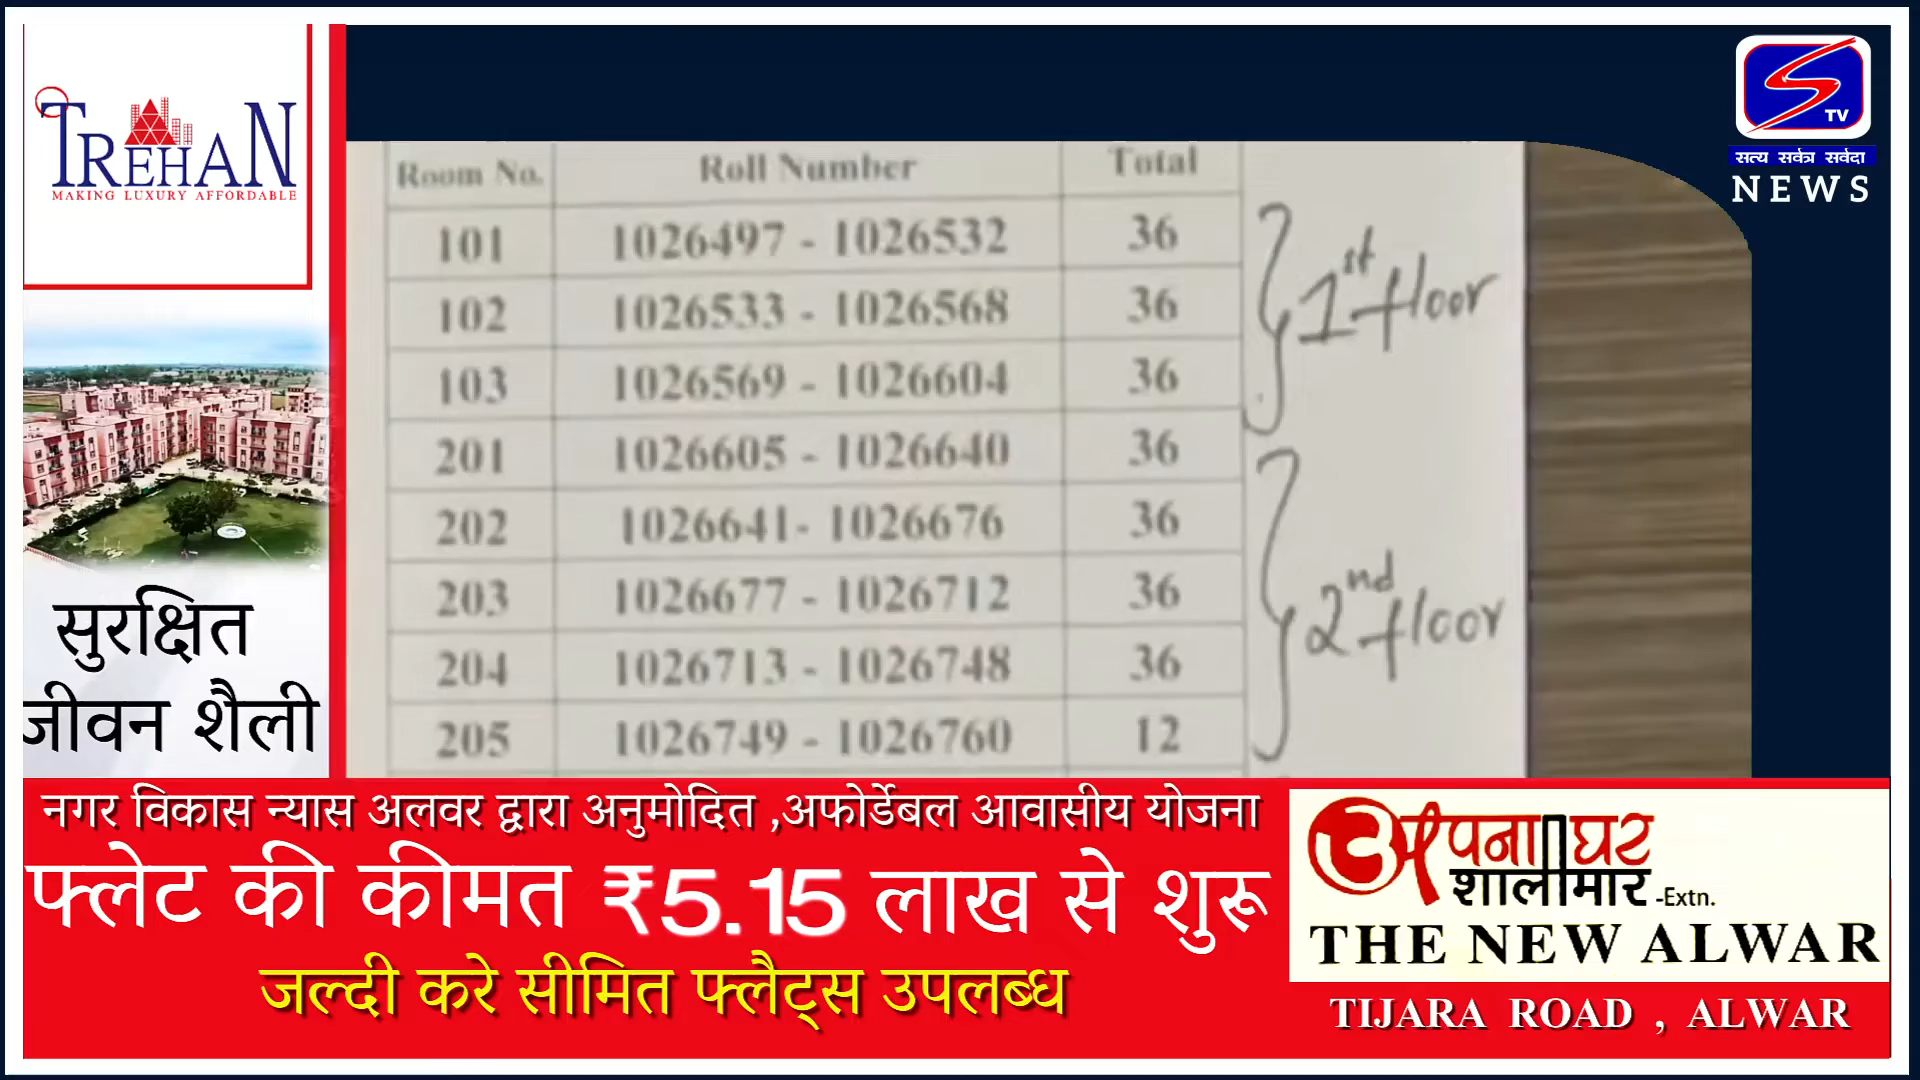 TREHAN
MAKING LUXURY AFFORDABLE
सुरक्षित
जीवन शैली
S TV
सत्य सर्वत्र सर्वदा
NEWS
Room No. Roll Number Total
101 1026497 - 1026532 36
102 1026533 - 1026568 36
103 1026569 - 1026604 36
1st floor
201 1026605 - 1026640 36
202 1026641- 1026676 36
203 1026677 - 1026712 36
204 1026713 - 1026748 36
205 1026749 - 1026760 12
2nd floor
नगर विकास न्यास अलवर द्वारा अनुमोदित ,अफोर्डेबल आवासीय योजना
फ्लेट की कीमत ₹5.15 लाख से शुरू
जल्दी करे सीमित फ्लैट्स उपलब्ध
अपना घर
शालीमार -Extn.
THE NEW ALWAR
TIJARA ROAD , ALWAR